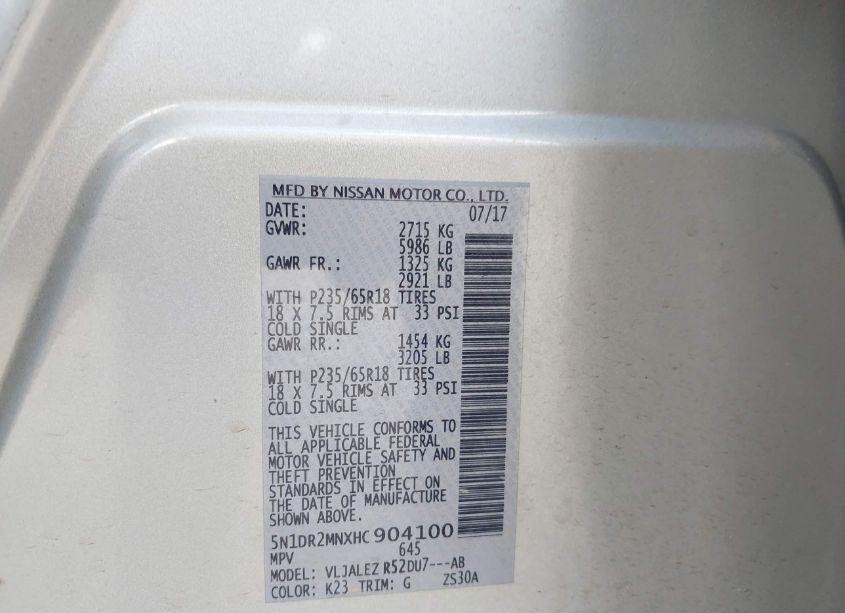 MFD BY NISSAN MOTOR CO., LTD.
DATE: 07/17
GVWR: 2715 KG
5986 LB
GAWR FR.: 1325 KG
2921 LB
WITH P235/65R18 TIRES
18 X 7.5 RIMS AT 33 PSI
COLD SINGLE
GAWR RR.: 1454 KG
3205 LB
WITH P235/65R18 TIRES
18 X 7.5 RIMS AT 33 PSI
COLD SINGLE
THIS VEHICLE CONFORMS TO
ALL APPLICABLE FEDERAL
MOTOR VEHICLE SAFETY AND
THEFT PREVENTION
STANDARDS IN EFFECT ON
THE DATE OF MANUFACTURE
SHOWN ABOVE.
5N1DR2MNXHC904100
MPV 645
MODEL: VLJALEZ R52DU7---AB
COLOR: K23 TRIM: G ZS30A